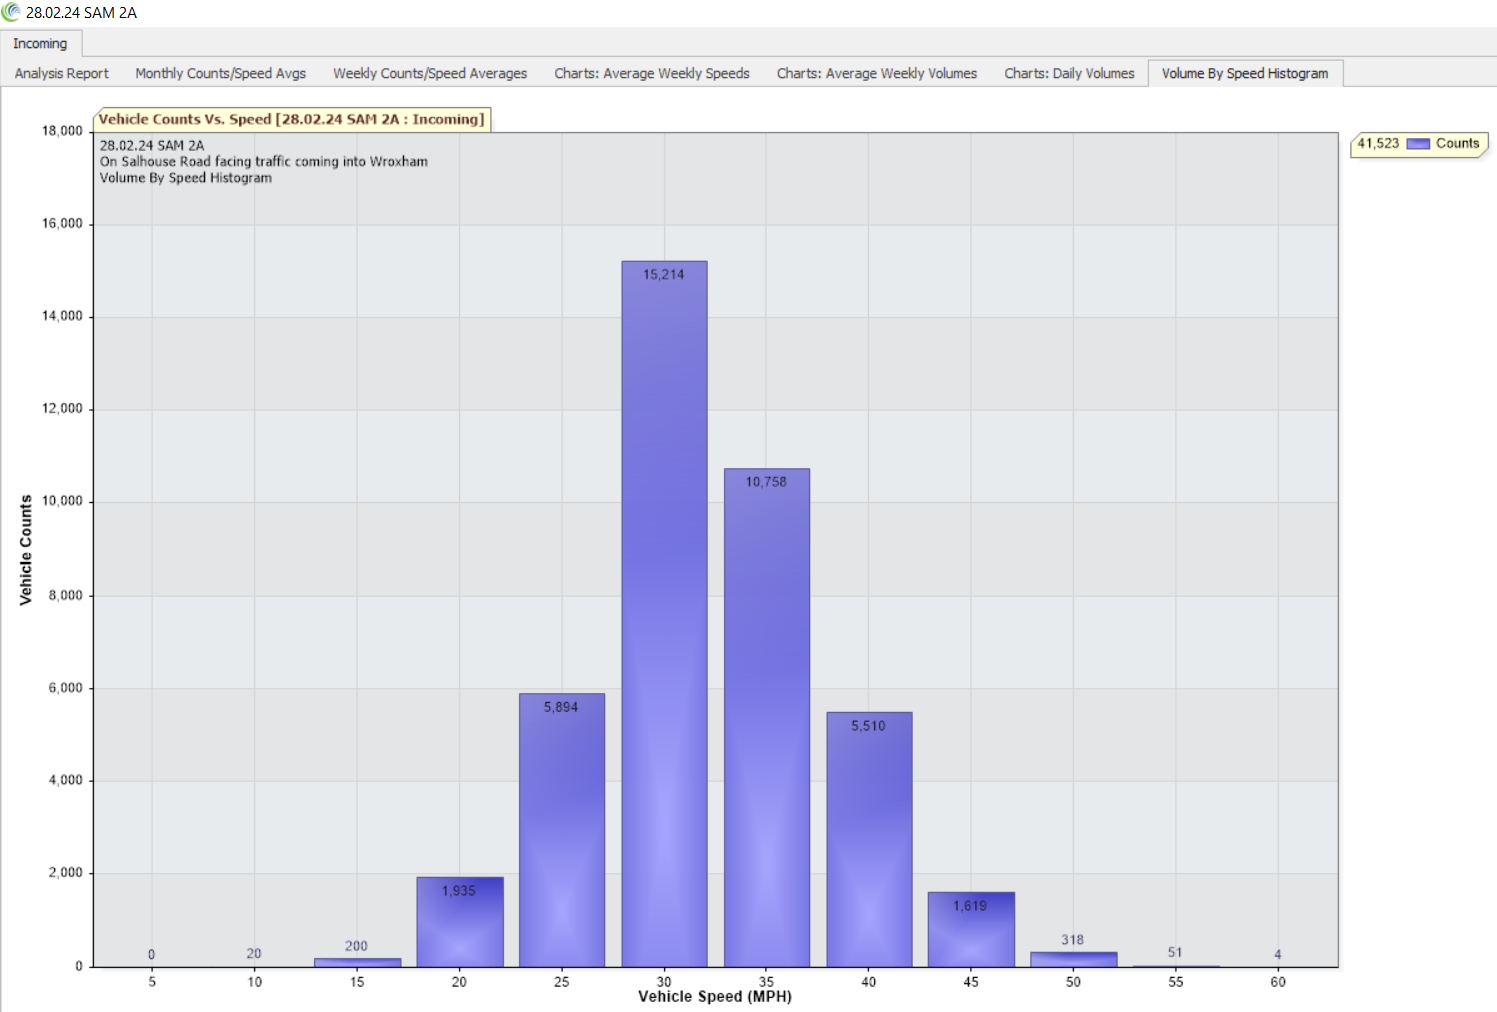 28.02.24 SAM 2A
Incoming
Analysis Report Monthly Counts/Speed Avgs Weekly Counts/Speed Averages Charts: Average Weekly Speeds Charts: Average Weekly Volumes Charts: Daily Volumes Volume By Speed Histogram
Vehicle Counts Vs. Speed [28.02.24 SAM 2A : Incoming]
28.02.24 SAM 2A
On Salhouse Road facing traffic coming into Wroxham
Volume By Speed Histogram
41,523 Counts
18,000
16,000
14,000
12,000
10,000
8,000
6,000
4,000
2,000
0
Vehicle Counts
0 20 200 1,935 5,894 15,214 10,758 5,510 1,619 318 51 4
5 10 15 20 25 30 35 40 45 50 55 60
Vehicle Speed (MPH)